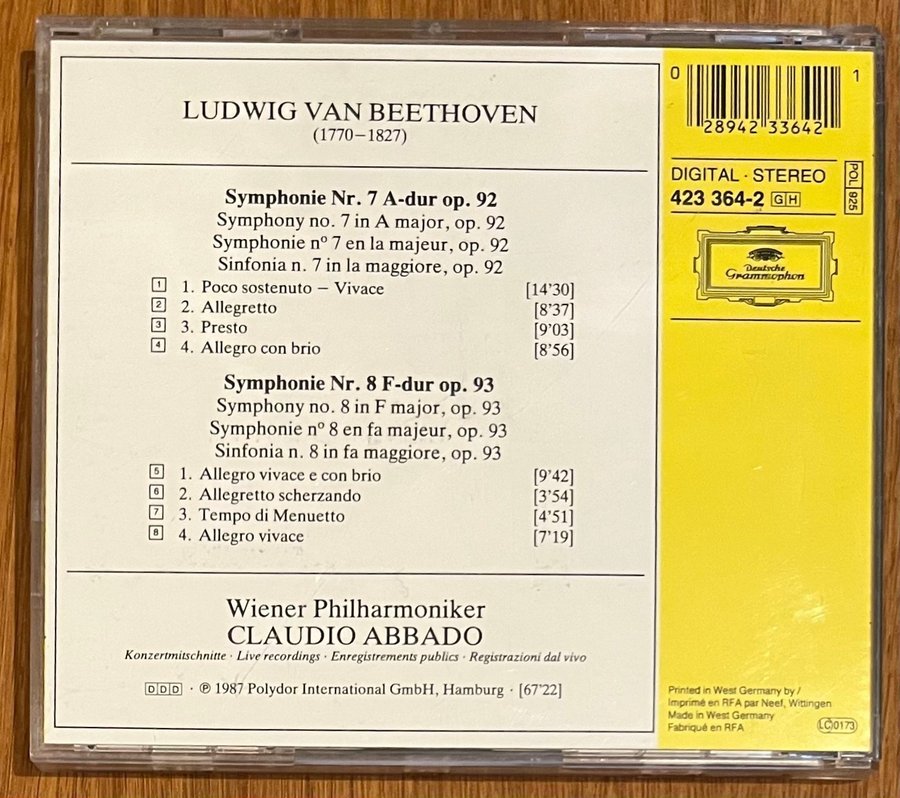 LUDWIG VAN BEETHOVEN
(1770–1827)
Symphonie Nr. 7 A-dur op. 92
Symphony no. 7 in A major, op. 92
Symphonie nº 7 en la majeur, op. 92
Sinfonia n. 7 in la maggiore, op. 92
1 1. Poco sostenuto – Vivace [14'30]
2 2. Allegretto [8'37]
3 3. Presto [9'03]
4 4. Allegro con brio [8'56]
Symphonie Nr. 8 F-dur op. 93
Symphony no. 8 in F major, op. 93
Symphonie nº 8 en fa majeur, op. 93
Sinfonia n. 8 in fa maggiore, op. 93
5 1. Allegro vivace e con brio [9'42]
6 2. Allegretto scherzando [3'54]
7 3. Tempo di Menuetto [4'51]
8 4. Allegro vivace [7'19]
Wiener Philharmoniker
CLAUDIO ABBADO
Konzertmitschnitte · Live recordings · Enregistrements publics · Registrazioni dal vivo
DDD · ℗ 1987 Polydor International GmbH, Hamburg · [67'22]
0 28942 33642 1
DIGITAL · STEREO
423 364-2 GH
POL 925
Deutsche
Grammophon
Printed in West Germany by /
Imprimé en RFA par Neef, Wittingen
Made in West Germany
Fabriqué en RFA
LC 0173